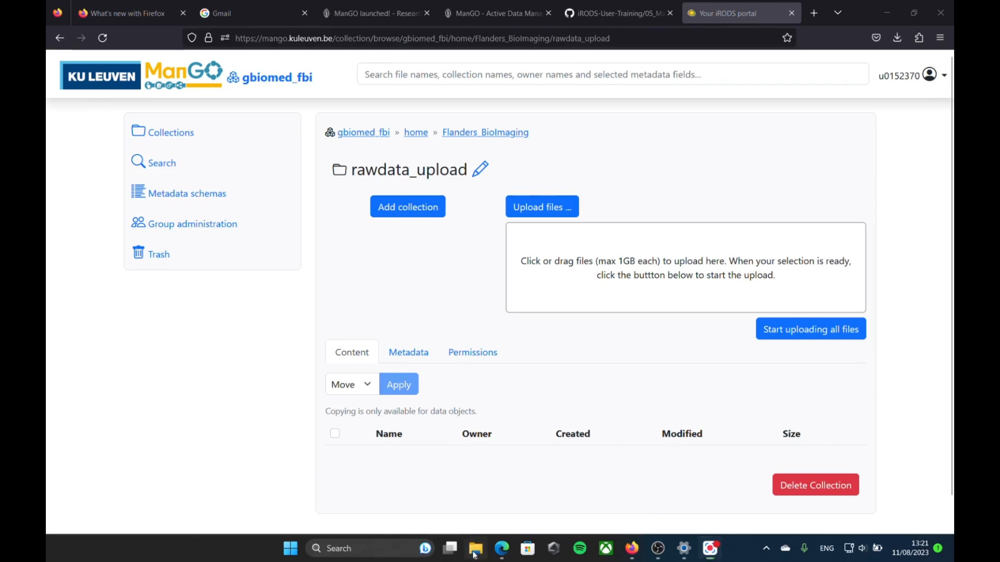 What's new with Firefox
Gmail
ManGO launched! - Researc
ManGO - Active Data Mana
iRODS-User-Training/05_Ma
Your iRODS portal
https://mango.kuleuven.be/collection/browse/gbiomed_fbi/home/Flanders_BioImaging/rawdata_upload
KU LEUVEN
ManGO
gbiomed_fbi
Search file names, collection names, owner names and selected metadata fields...
u0152370
Collections
Search
Metadata schemas
Group administration
Trash
gbiomed_fbi » home » Flanders_BioImaging
rawdata_upload
Add collection
Upload files ...
Click or drag files (max 1GB each) to upload here. When your selection is ready,
click the buttton below to start the upload.
Start uploading all files
Content Metadata Permissions
Move Apply
Copying is only available for data objects.
Name Owner Created Modified Size
Delete Collection
Search
ENG
13:21
11/08/2023
1